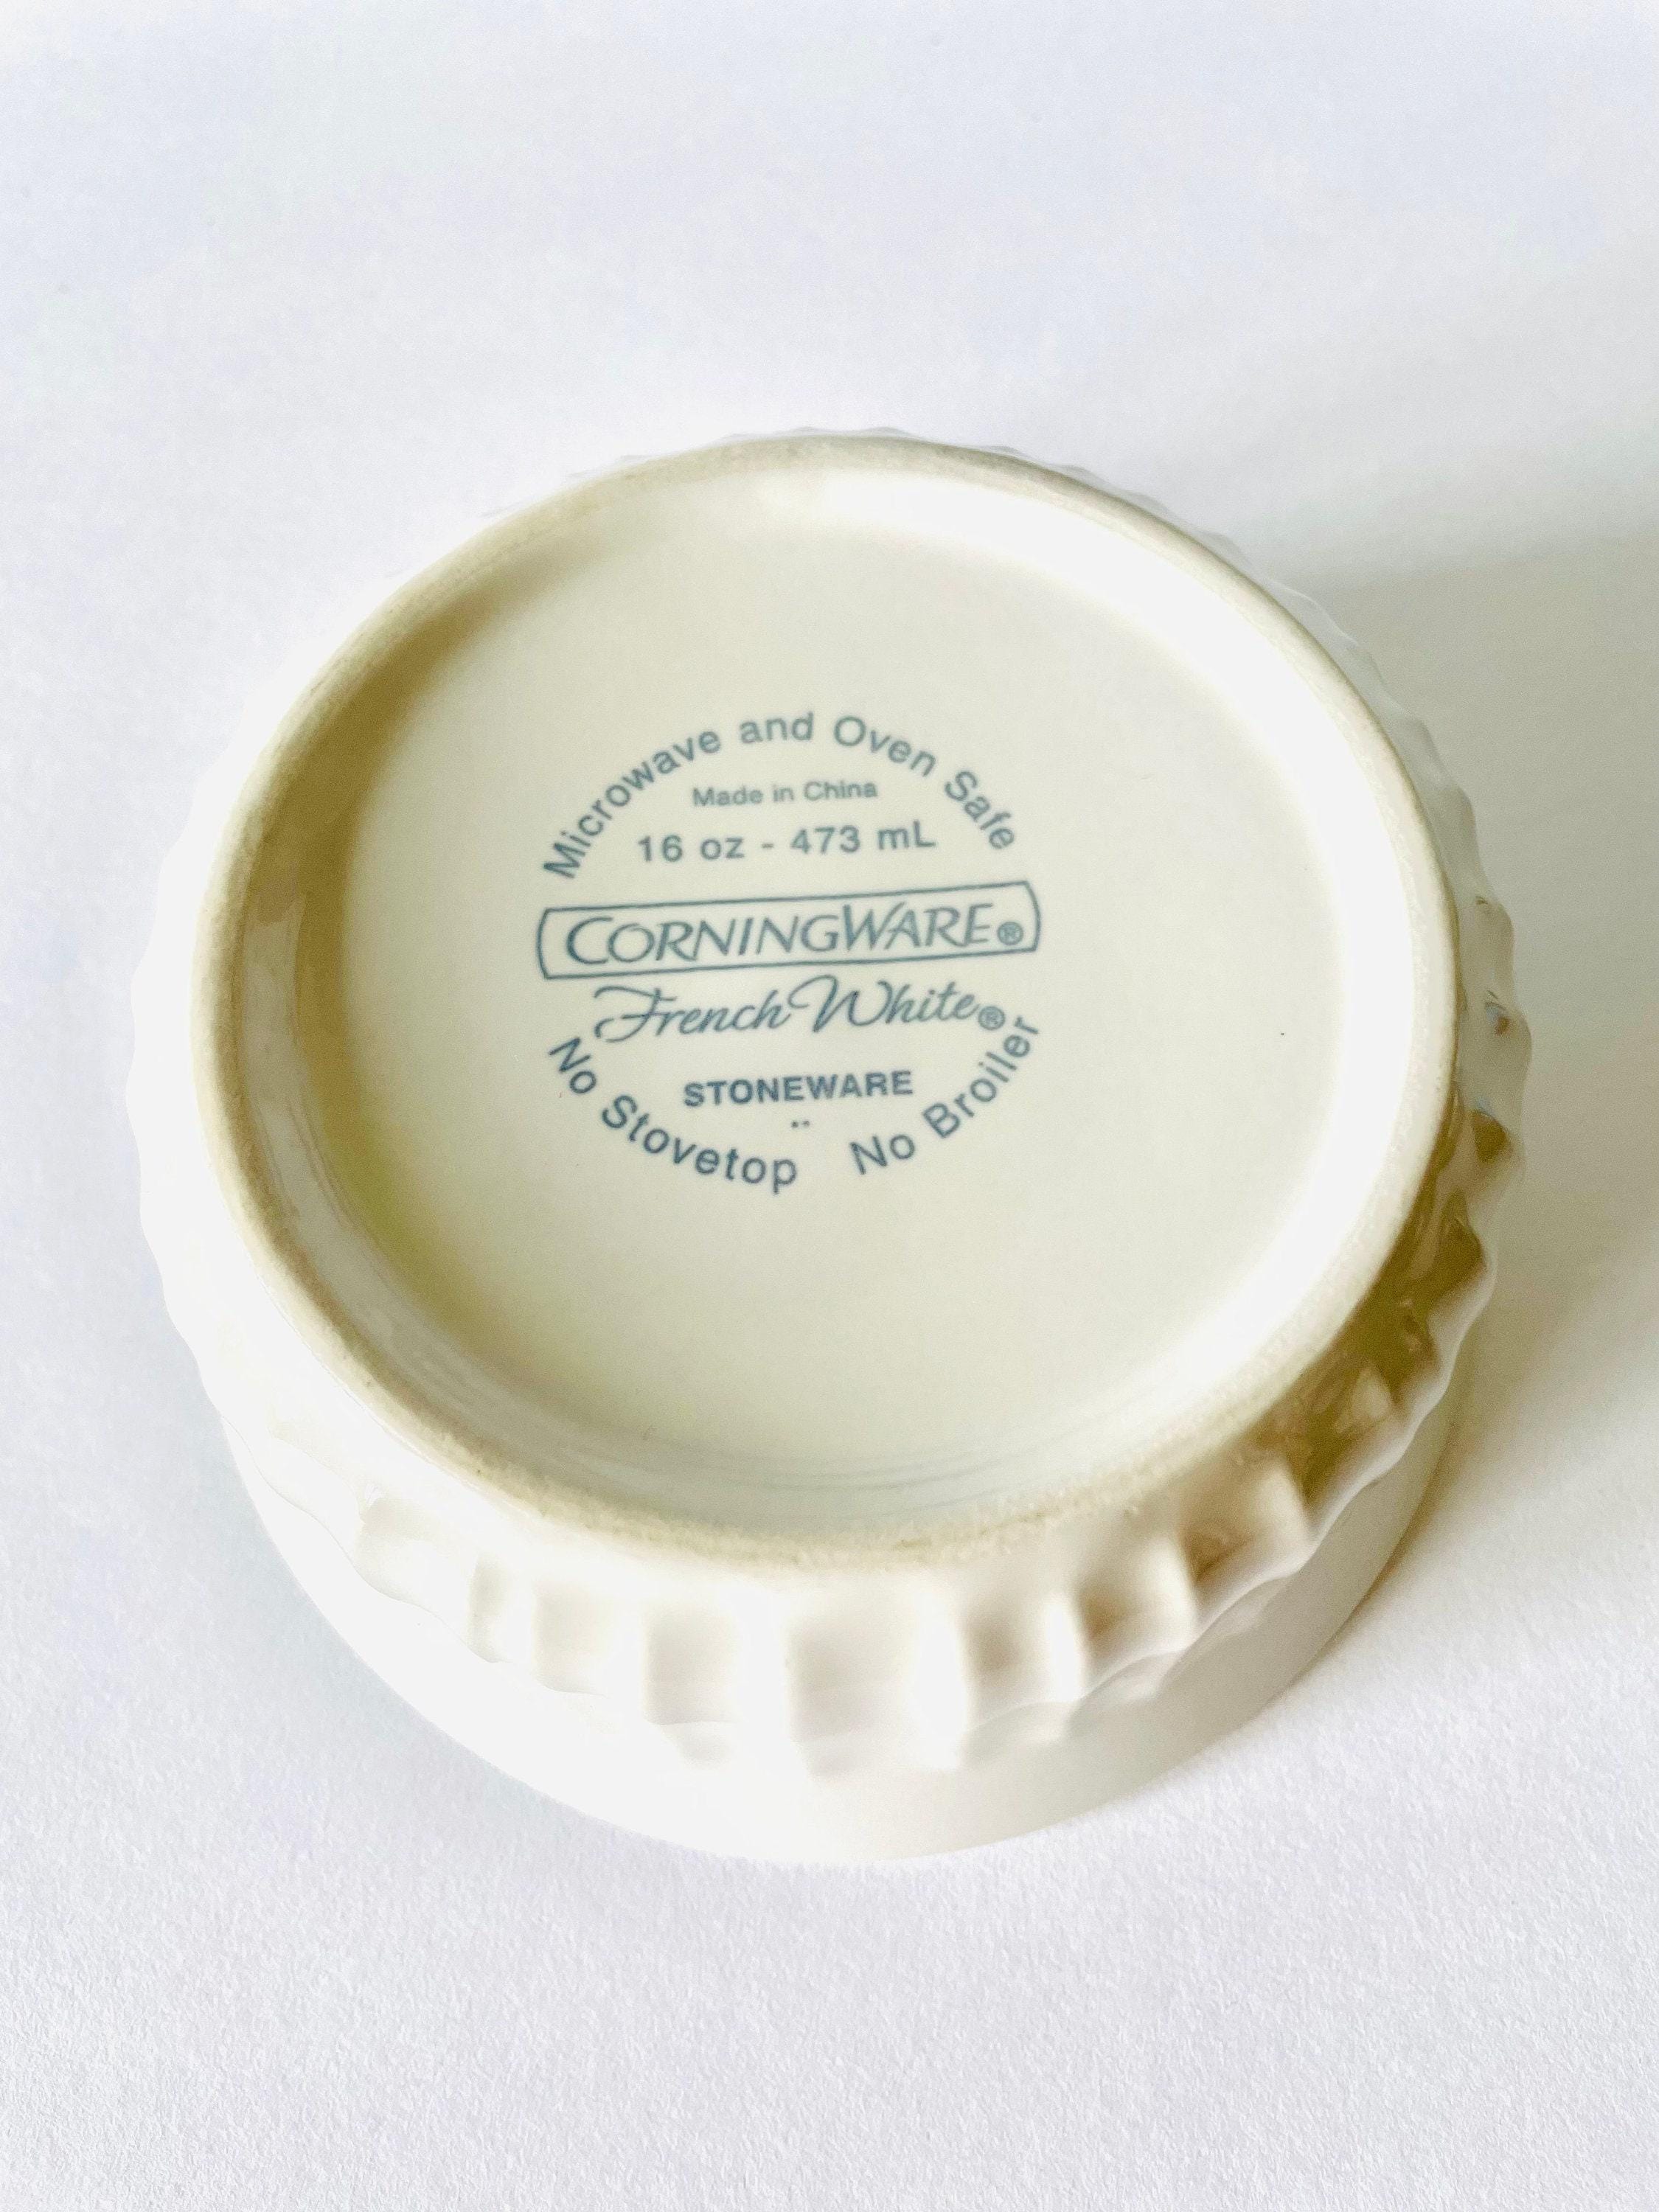 Microwave and Oven Safe
Made in China
16 oz - 473 mL
CORNINGWARE®
French White®
STONEWARE
No Stovetop No Broiler